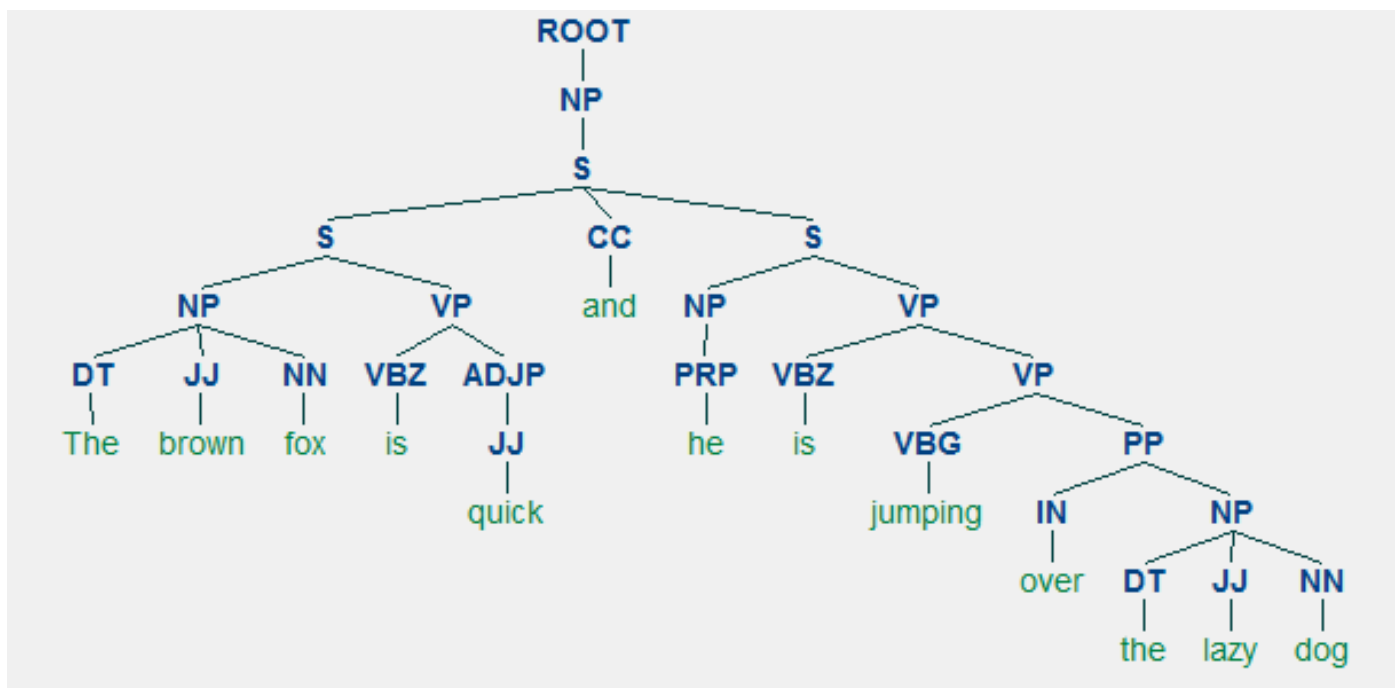 ROOT
NP
S
S CC S
NP VP and NP VP
DT JJ NN VBZ ADJP PRP VBZ VP
The brown fox is JJ he is VBG PP
quick jumping IN NP
over DT JJ NN
the lazy dog